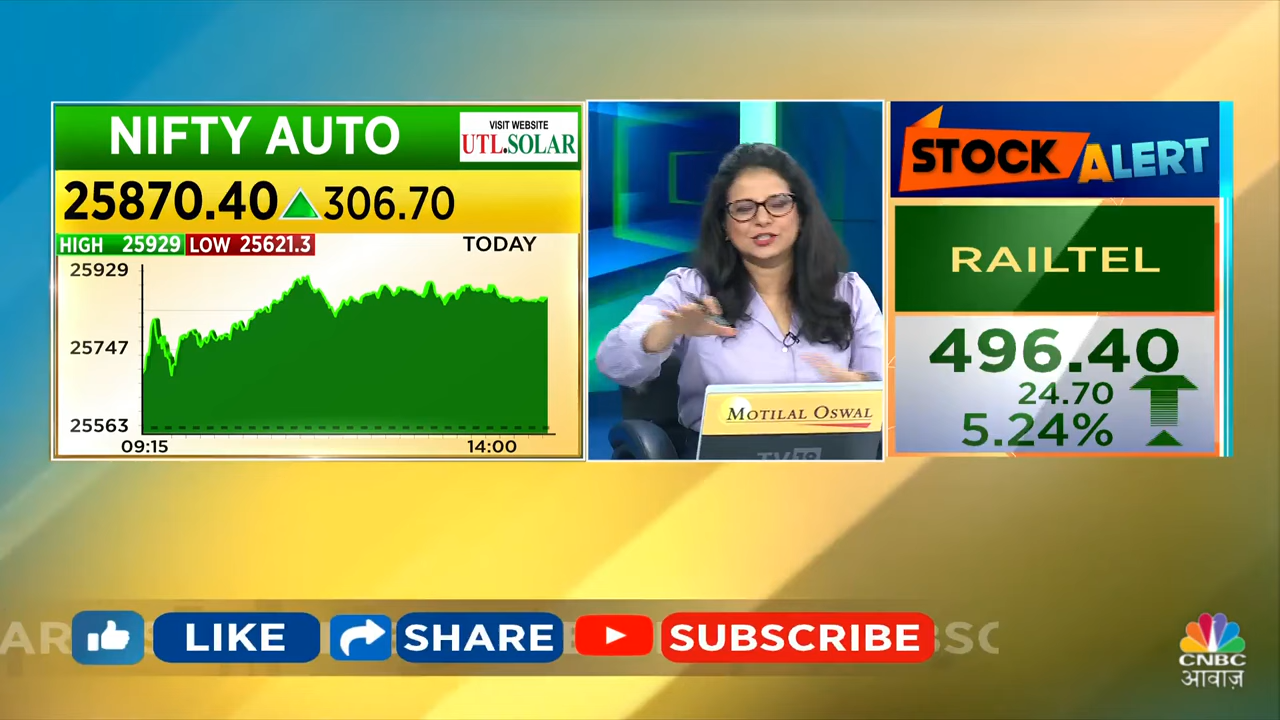 NIFTY AUTO
VISIT WEBSITE
UTL.SOLAR
25870.40 306.70
HIGH 25929 LOW 25621.3
TODAY
25929
25747
25563
09:15
14:00
MOTILAL OSWAL
TV18
STOCK ALERT
RAILTEL
496.40
24.70
5.24%
LIKE SHARE SUBSCRIBE
CNBC
आवाज़